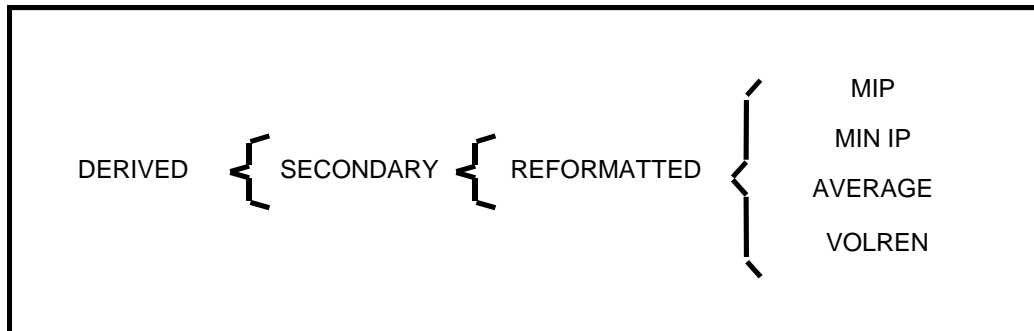 DERIVED
SECONDARY
REFORMATTED
MIP
MIN IP
AVERAGE
VOLREN